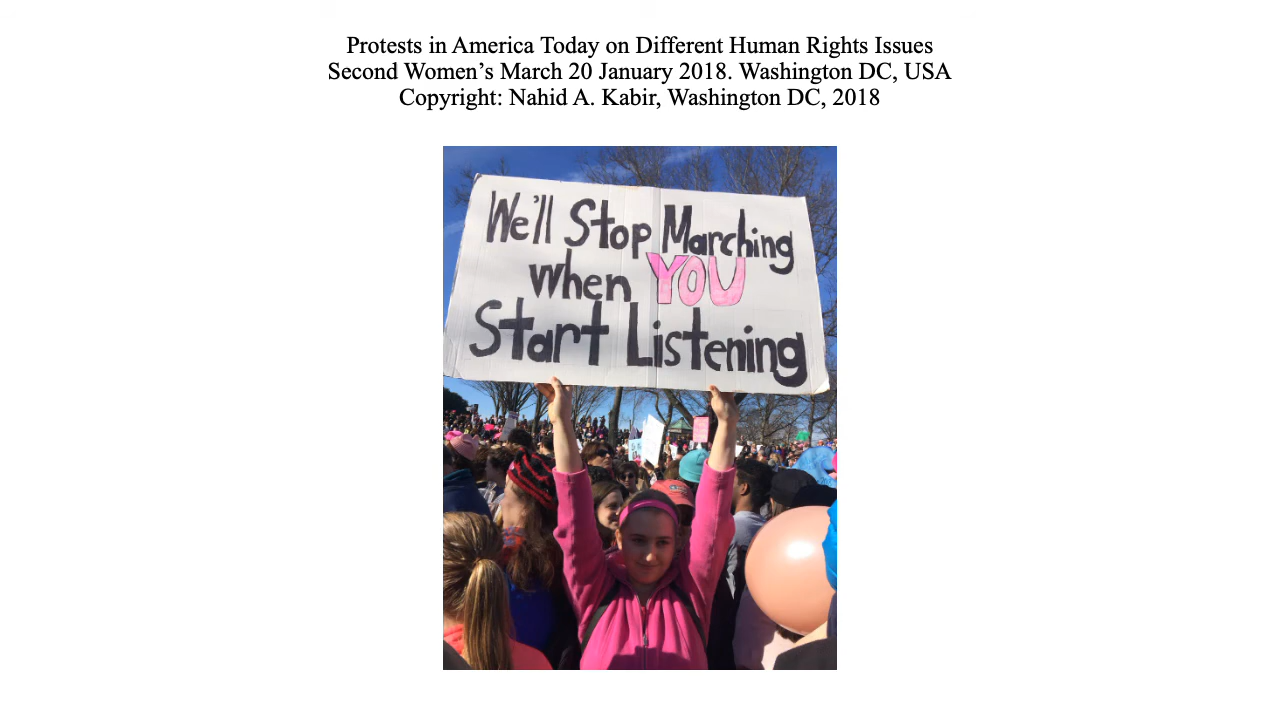 Protests in America Today on Different Human Rights Issues
Second Women’s March 20 January 2018. Washington DC, USA
Copyright: Nahid A. Kabir, Washington DC, 2018
We'll Stop Marching
when YOU
Start Listening